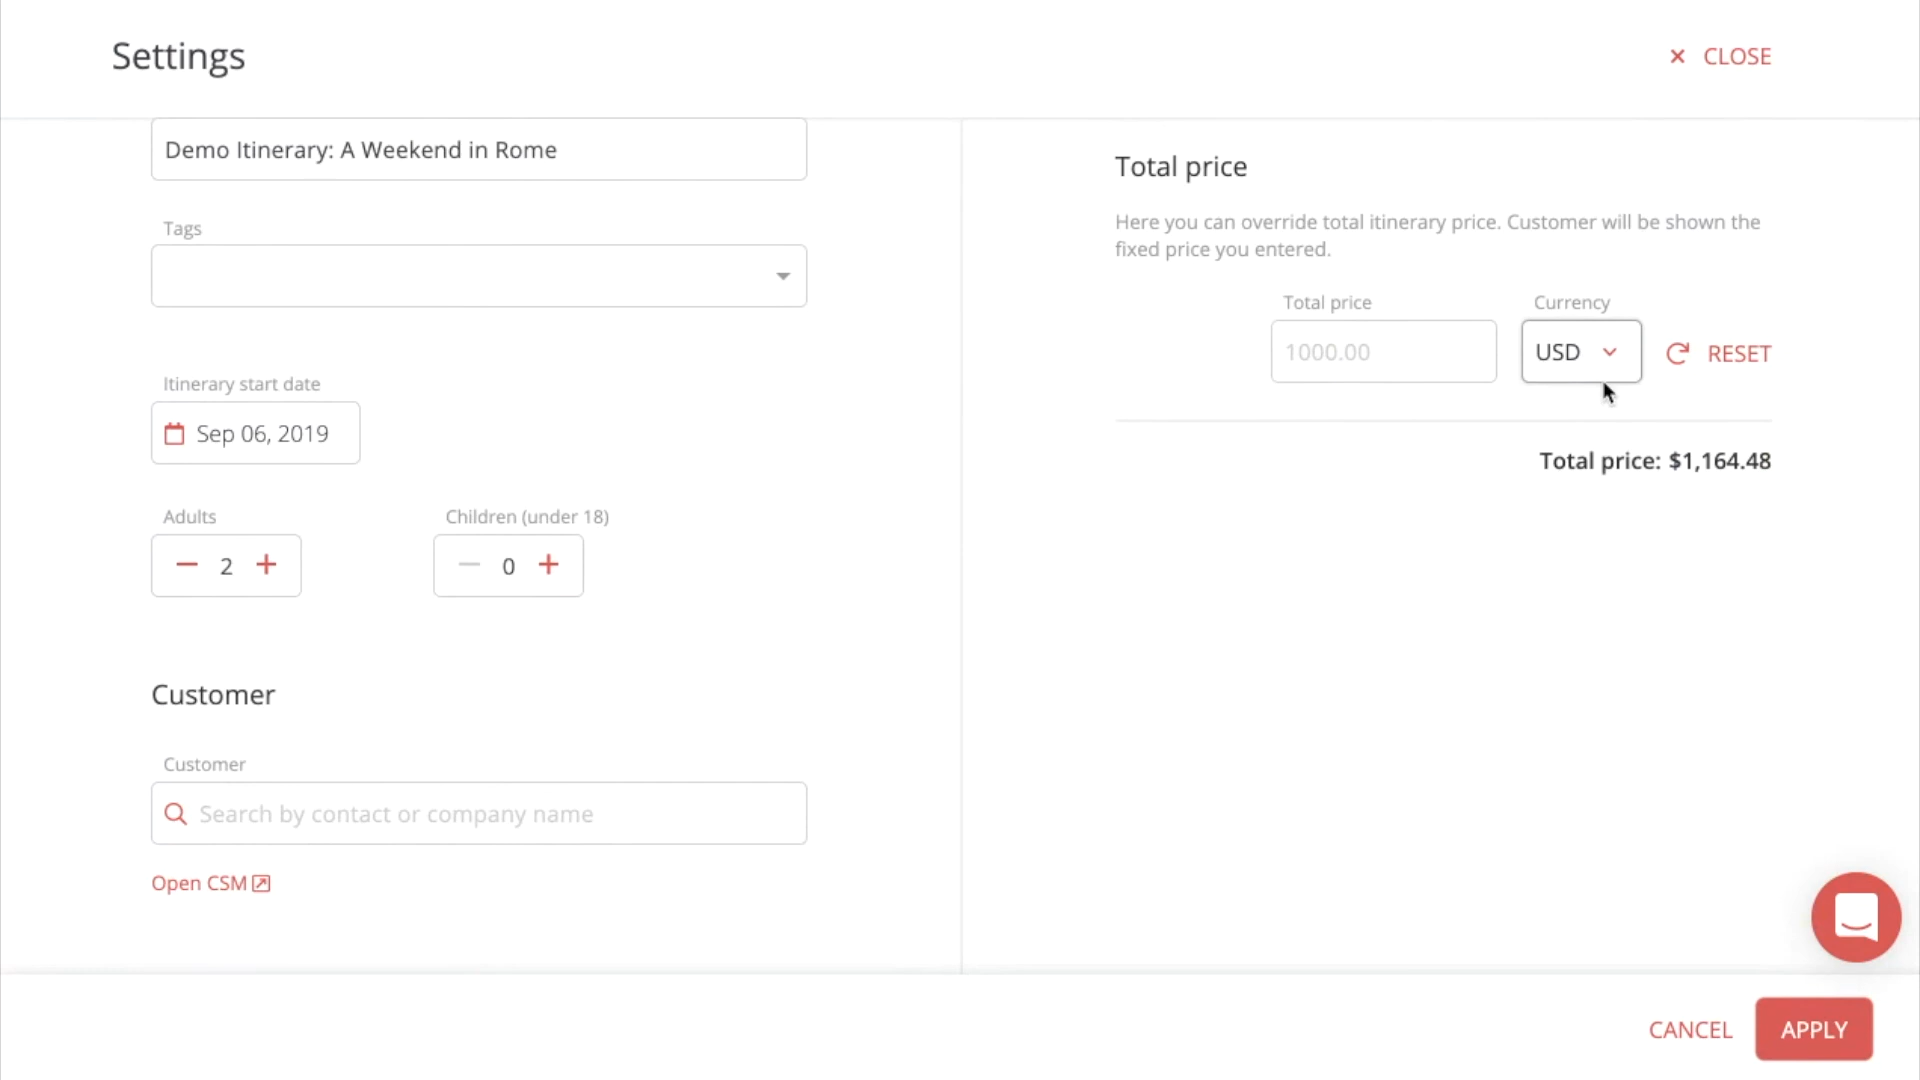 Settings
CLOSE
Demo Itinerary: A Weekend in Rome
Tags
Itinerary start date
Sep 06, 2019
Adults
Children (under 18)
2
0
Customer
Customer
Search by contact or company name
Open CSM
Total price
Here you can override total itinerary price. Customer will be shown the
fixed price you entered.
Total price
Currency
1000.00
USD
RESET
Total price: $1,164.48
CANCEL
APPLY